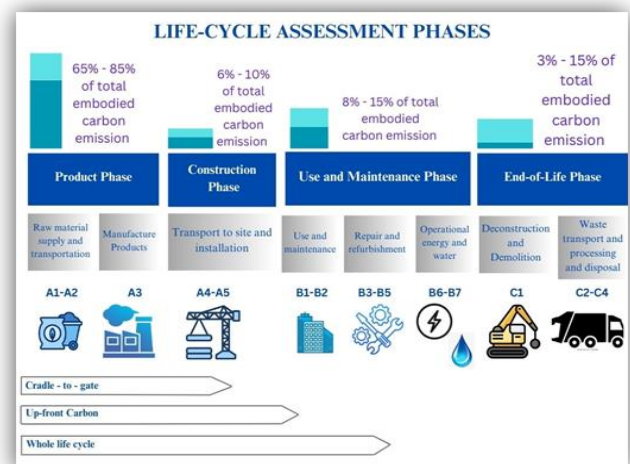 LIFE-CYCLE ASSESSMENT PHASES
65% - 85%
of total
embodied
carbon
emission
6% - 10%
of total
embodied
carbon
emission
8% - 15% of total
embodied
carbon emission
3% - 15% of
total
embodied
carbon
emission
Product Phase
Construction
Phase
Use and Maintenance Phase
End-of-Life Phase
Raw material
supply and
transportation
Manufacture
Products
Transport to site and
installation
Use and
maintenance
Repair and
refurbishment
Operational
energy and
water
Deconstruction
and
Demolition
Waste
transport and
processing
and disposal
A1-A2
A3
A4-A5
B1-B2
B3-B5
B6-B7
C1
C2-C4
Cradle - to - gate
Up-front Carbon
Whole life cycle